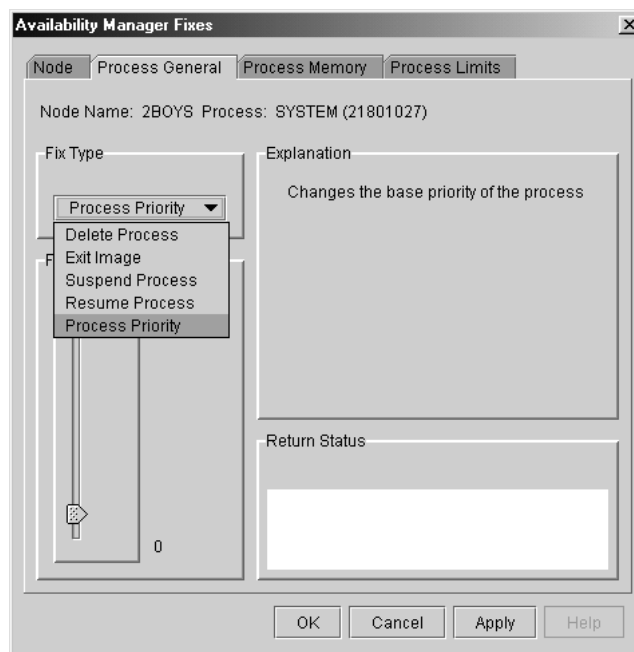 Availability Manager Fixes
Node
Process General
Process Memory
Process Limits
Node Name: 2BOYS Process: SYSTEM (21801027)
Fix Type
Process Priority
Delete Process
Exit Image
Suspend Process
Resume Process
Process Priority
0
Explanation
Changes the base priority of the process
Return Status
OK
Cancel
Apply
Help